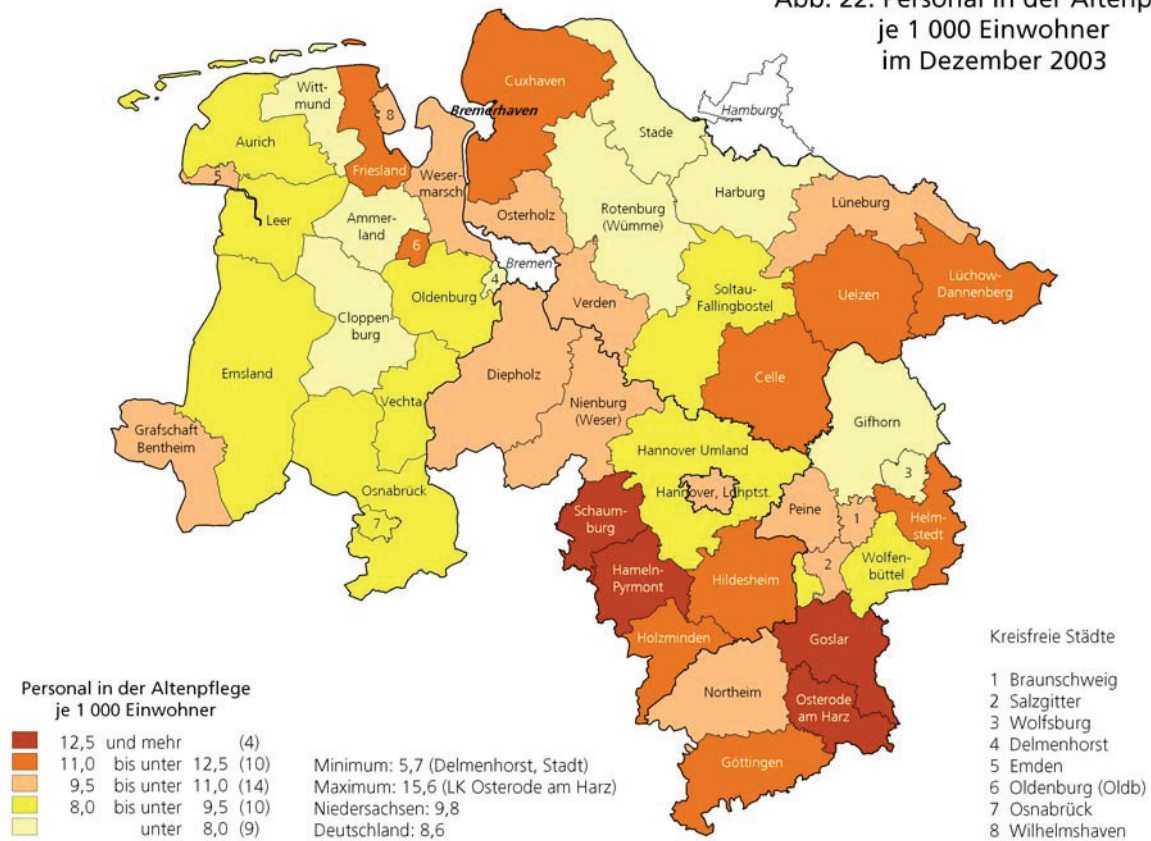 Abb. 22: Personal in der Altenp
je 1 000 Einwohner
im Dezember 2003
Cuxhaven
Witt-
mund
8
Bremerhaven
Hamburg
Stade
Aurich
5
Friesland
Weser-
marsch
Harburg
Lüneburg
Leer
Ammer-
land
Osterholz
Rotenburg
(Wümme)
6
Bremen
4
Oldenburg
Verden
Soltau-
Fallingbostel
Uelzen
Lüchow-
Dannenberg
Cloppen-
burg
Emsland
Diepholz
Celle
Vechta
Nienburg
(Weser)
Gifhorn
Grafschaft
Bentheim
Hannover Umland
3
Osnabrück
Hannover, Ldhptst.
Peine
1
Helm-
stedt
Schaum-
burg
7
2
Wolfen-
büttel
Hameln-
Pyrmont
Hildesheim
Holzminden
Goslar
Northeim
Osterode
am Harz
Göttingen
Kreisfreie Städte
1 Braunschweig
2 Salzgitter
3 Wolfsburg
4 Delmenhorst
5 Emden
6 Oldenburg (Oldb)
7 Osnabrück
8 Wilhelmshaven
Personal in der Altenpflege
je 1 000 Einwohner
12,5 und mehr (4)
11,0 bis unter 12,5 (10)
9,5 bis unter 11,0 (14)
8,0 bis unter 9,5 (10)
unter 8,0 (9)
Minimum: 5,7 (Delmenhorst, Stadt)
Maximum: 15,6 (LK Osterode am Harz)
Niedersachsen: 9,8
Deutschland: 8,6